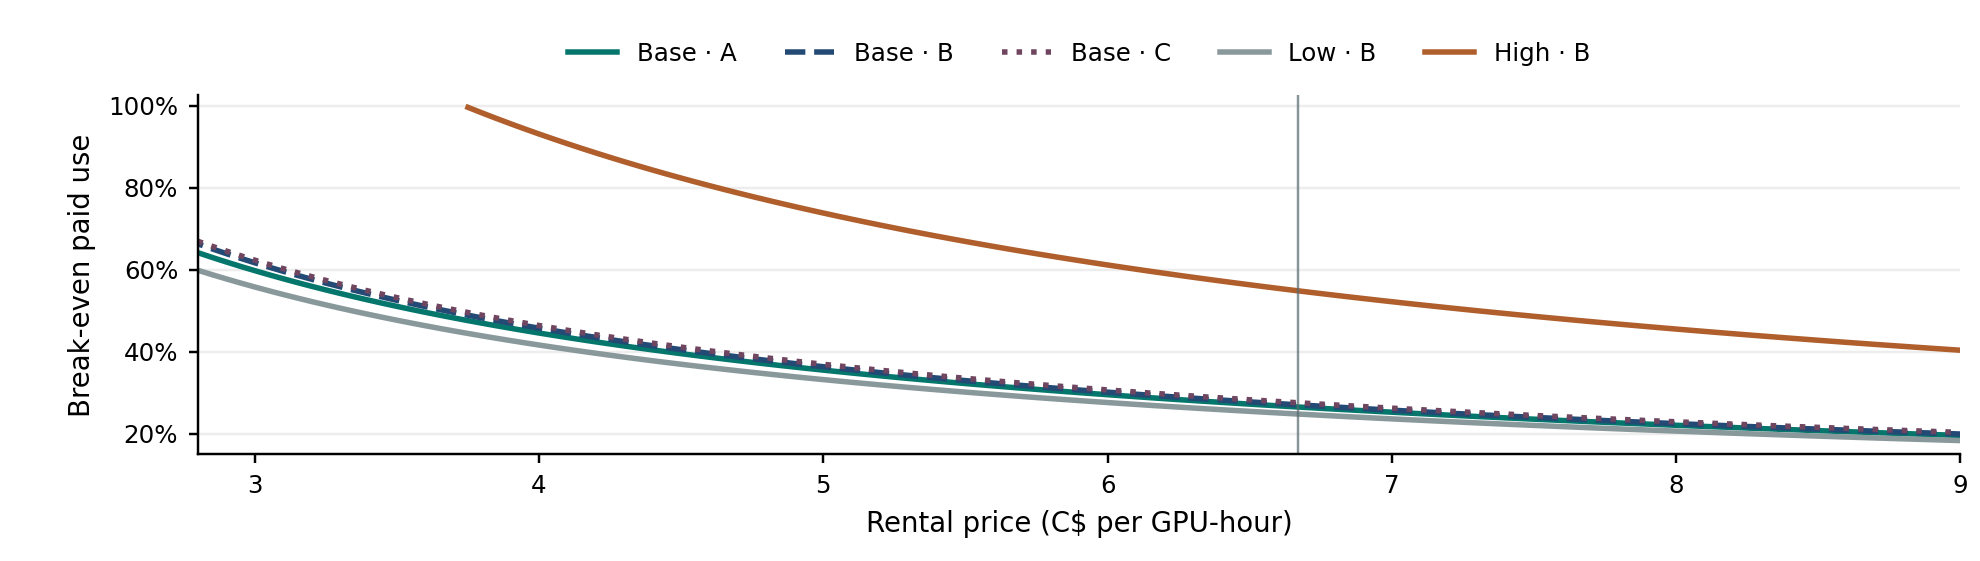 Base · A Base · B Base · C Low · B High · B
100%
80%
60%
40%
20%
Break-even paid use
3 4 5 6 7 8 9
Rental price (C$ per GPU-hour)